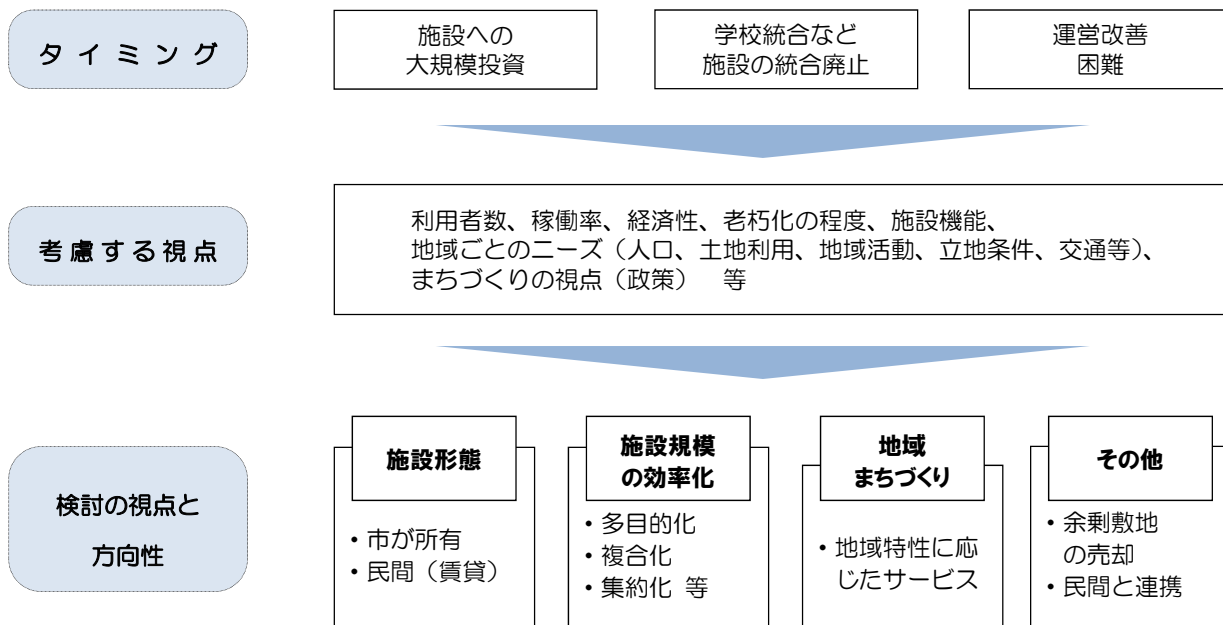 タイミング
施設への
大規模投資
学校統合など
施設の統合廃止
運営改善
困難
考慮する視点
利用者数、稼働率、経済性、老朽化の程度、施設機能、
地域ごとのニーズ（人口、土地利用、地域活動、立地条件、交通等）、
まちづくりの視点（政策） 等
検討の視点と
方向性
施設形態
・市が所有
・民間（賃貸）
施設規模
の効率化
・多目的化
・複合化
・集約化 等
地域
まちづくり
・地域特性に応
じたサービス
その他
・余剰敷地
の売却
・民間と連携